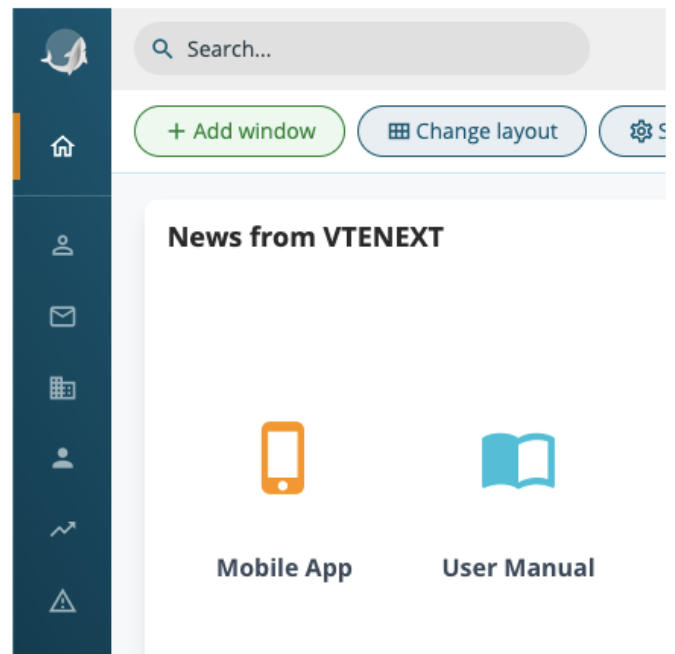 Search...
+ Add window Change layout S
News from VTENEXT
Mobile App User Manual